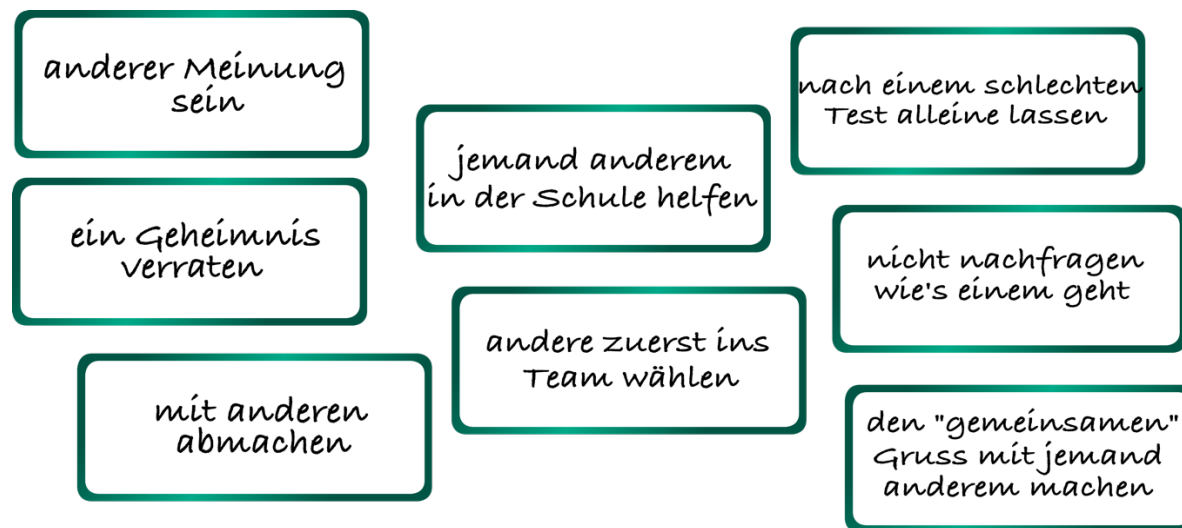 anderer Meinung
sein
ein Geheimnis
verraten
mit anderen
abmachen
jemand anderem
in der Schule helfen
andere zuerst ins
Team wählen
nach einem schlechten
Test alleine lassen
nicht nachfragen
wie's einem geht
den "gemeinsamen"
Gruss mit jemand
anderem machen